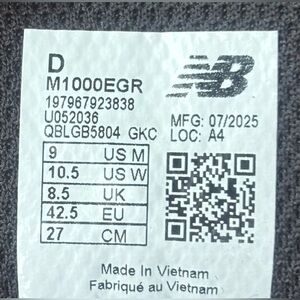 D
M1000EGR
197967923838
U052036
QBLGB5804 GKC
NB
MFG: 07/2025
LOC: A4
9 US M
10.5 US W
8.5 UK
42.5 EU
27 CM
Made In Vietnam
Fabriqué au Vietnam